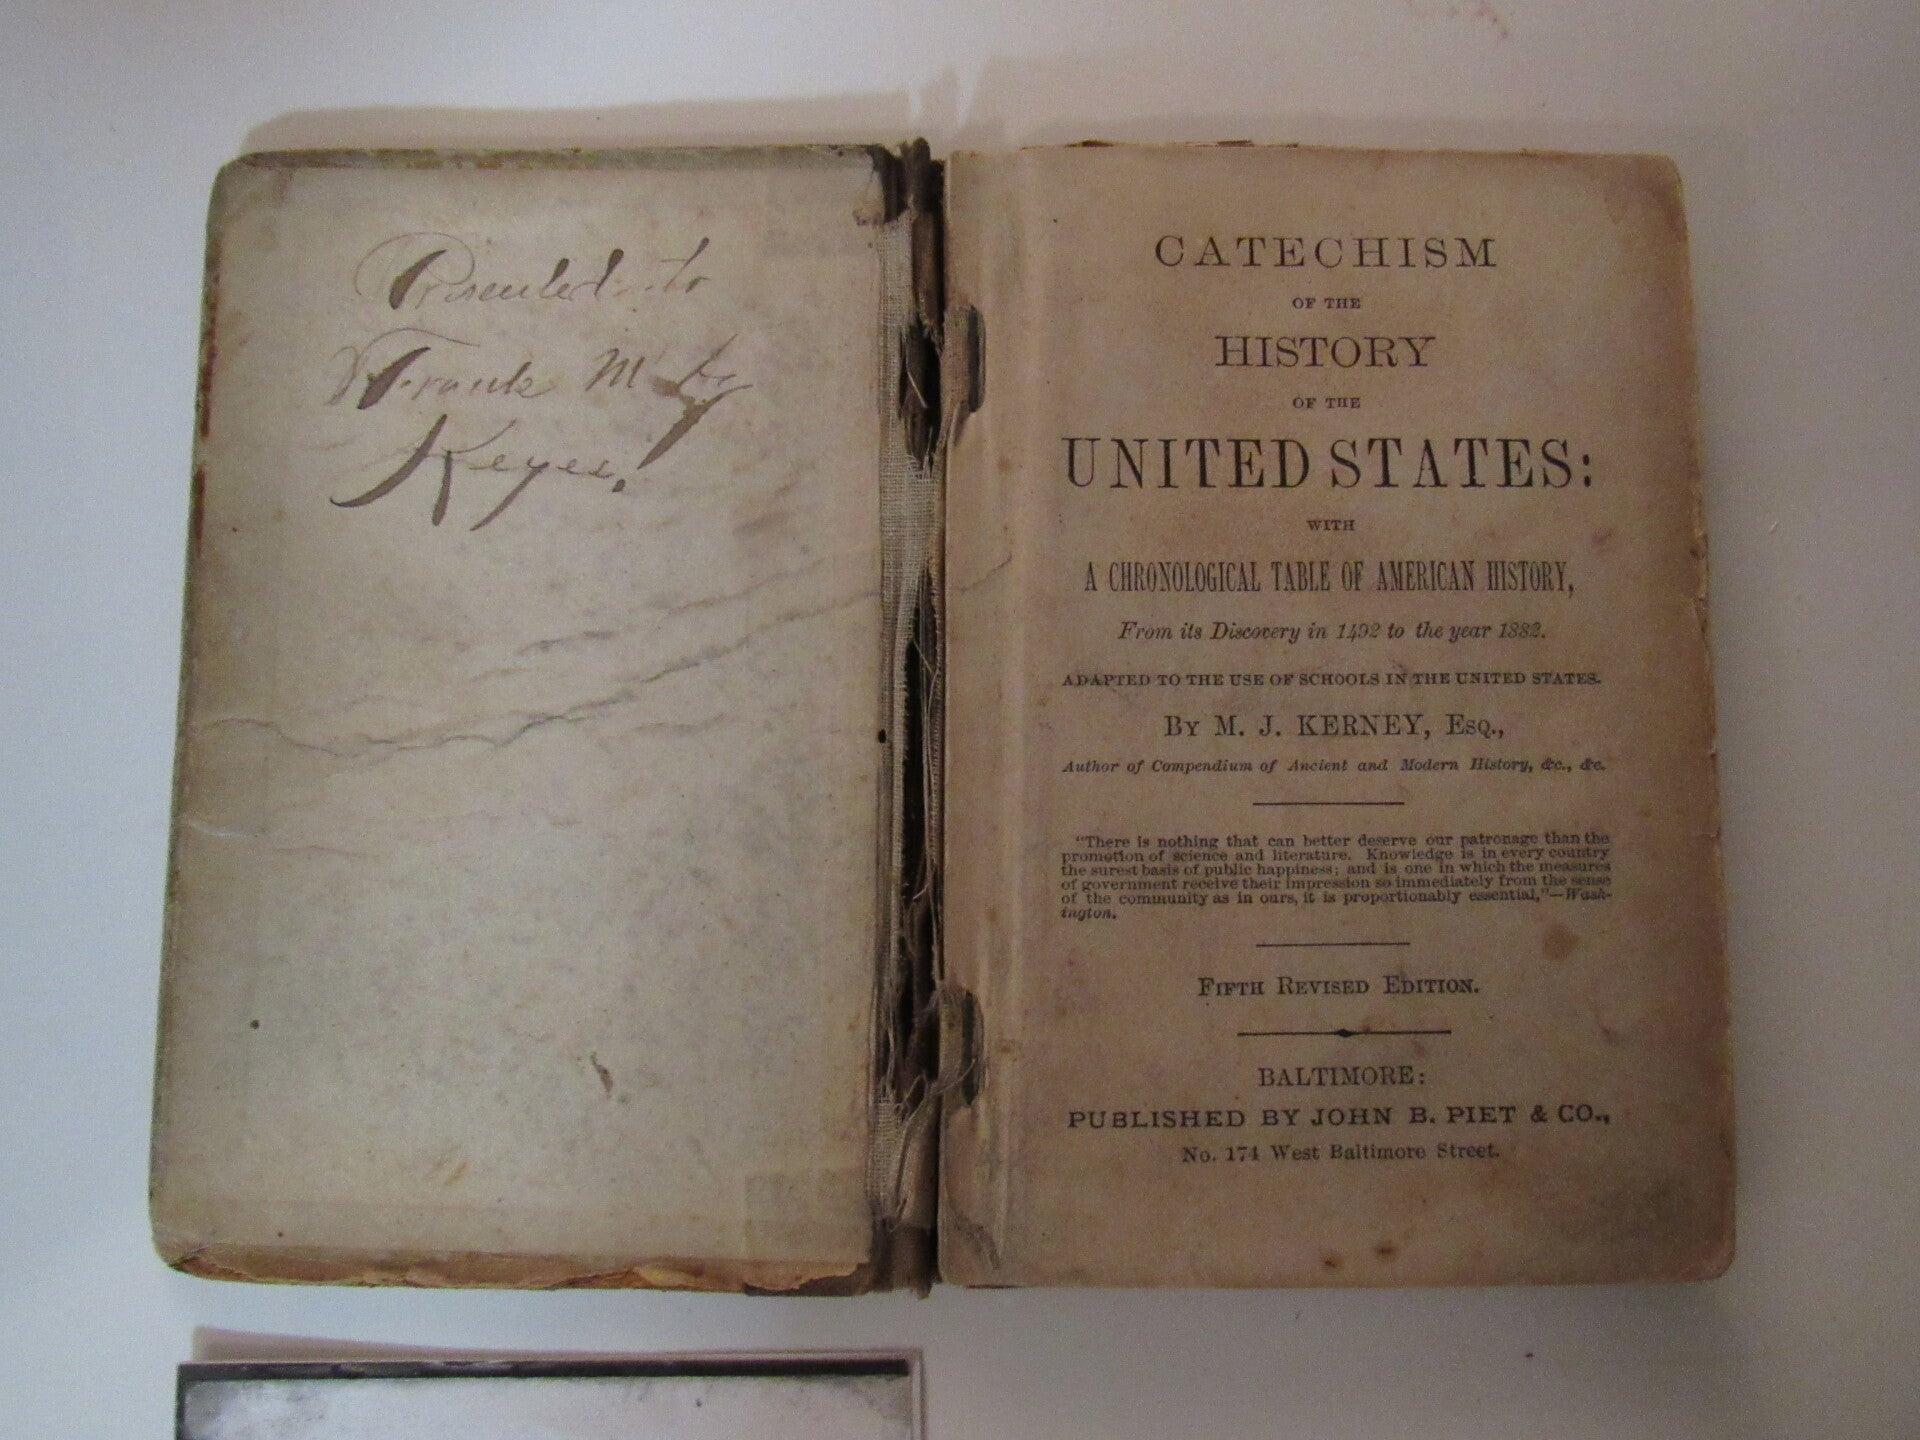 Presented to
Frank M
Keyes.
CATECHISM
OF THE
HISTORY
OF THE
UNITED STATES:
WITH
A CHRONOLOGICAL TABLE OF AMERICAN HISTORY,
From its Discovery in 1492 to the year 1882.
ADAPTED TO THE USE OF SCHOOLS IN THE UNITED STATES.
BY M. J. KERNEY, ESQ.,
Author of Compendium of Ancient and Modern History, &c., &c.
"There is nothing that can better deserve our patronage than the
promotion of science and literature. Knowledge is in every country
the surest basis of public happiness; and is one in which the measures
of government receive their impression so immediately from the sense
of the community as in ours, it is proportionably essential,"—Wash-
ington.
FIFTH REVISED EDITION.
BALTIMORE:
PUBLISHED BY JOHN B. PIET & CO.,
No. 174 West Baltimore Street.